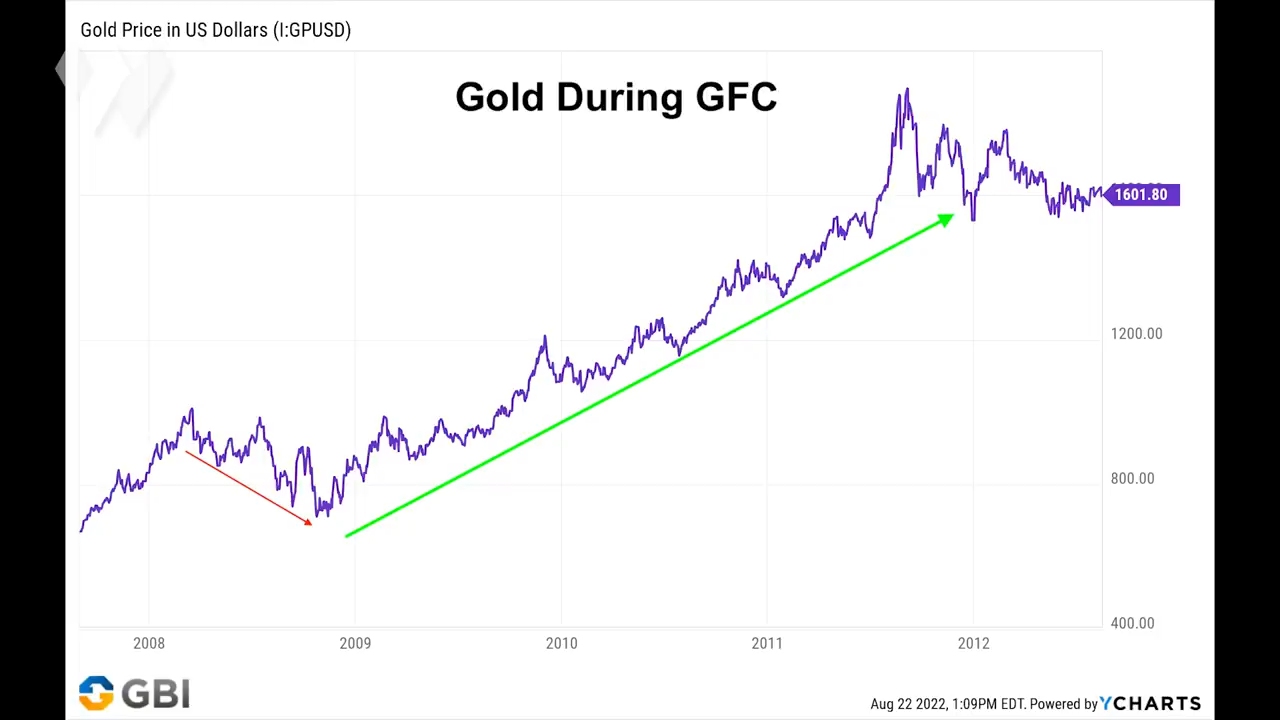 Gold Price in US Dollars (I:GPUSD)
Gold During GFC
1601.80
1200.00
800.00
400.00
2008 2009 2010 2011 2012
GBI
Aug 22 2022, 1:09PM EDT. Powered by YCHARTS